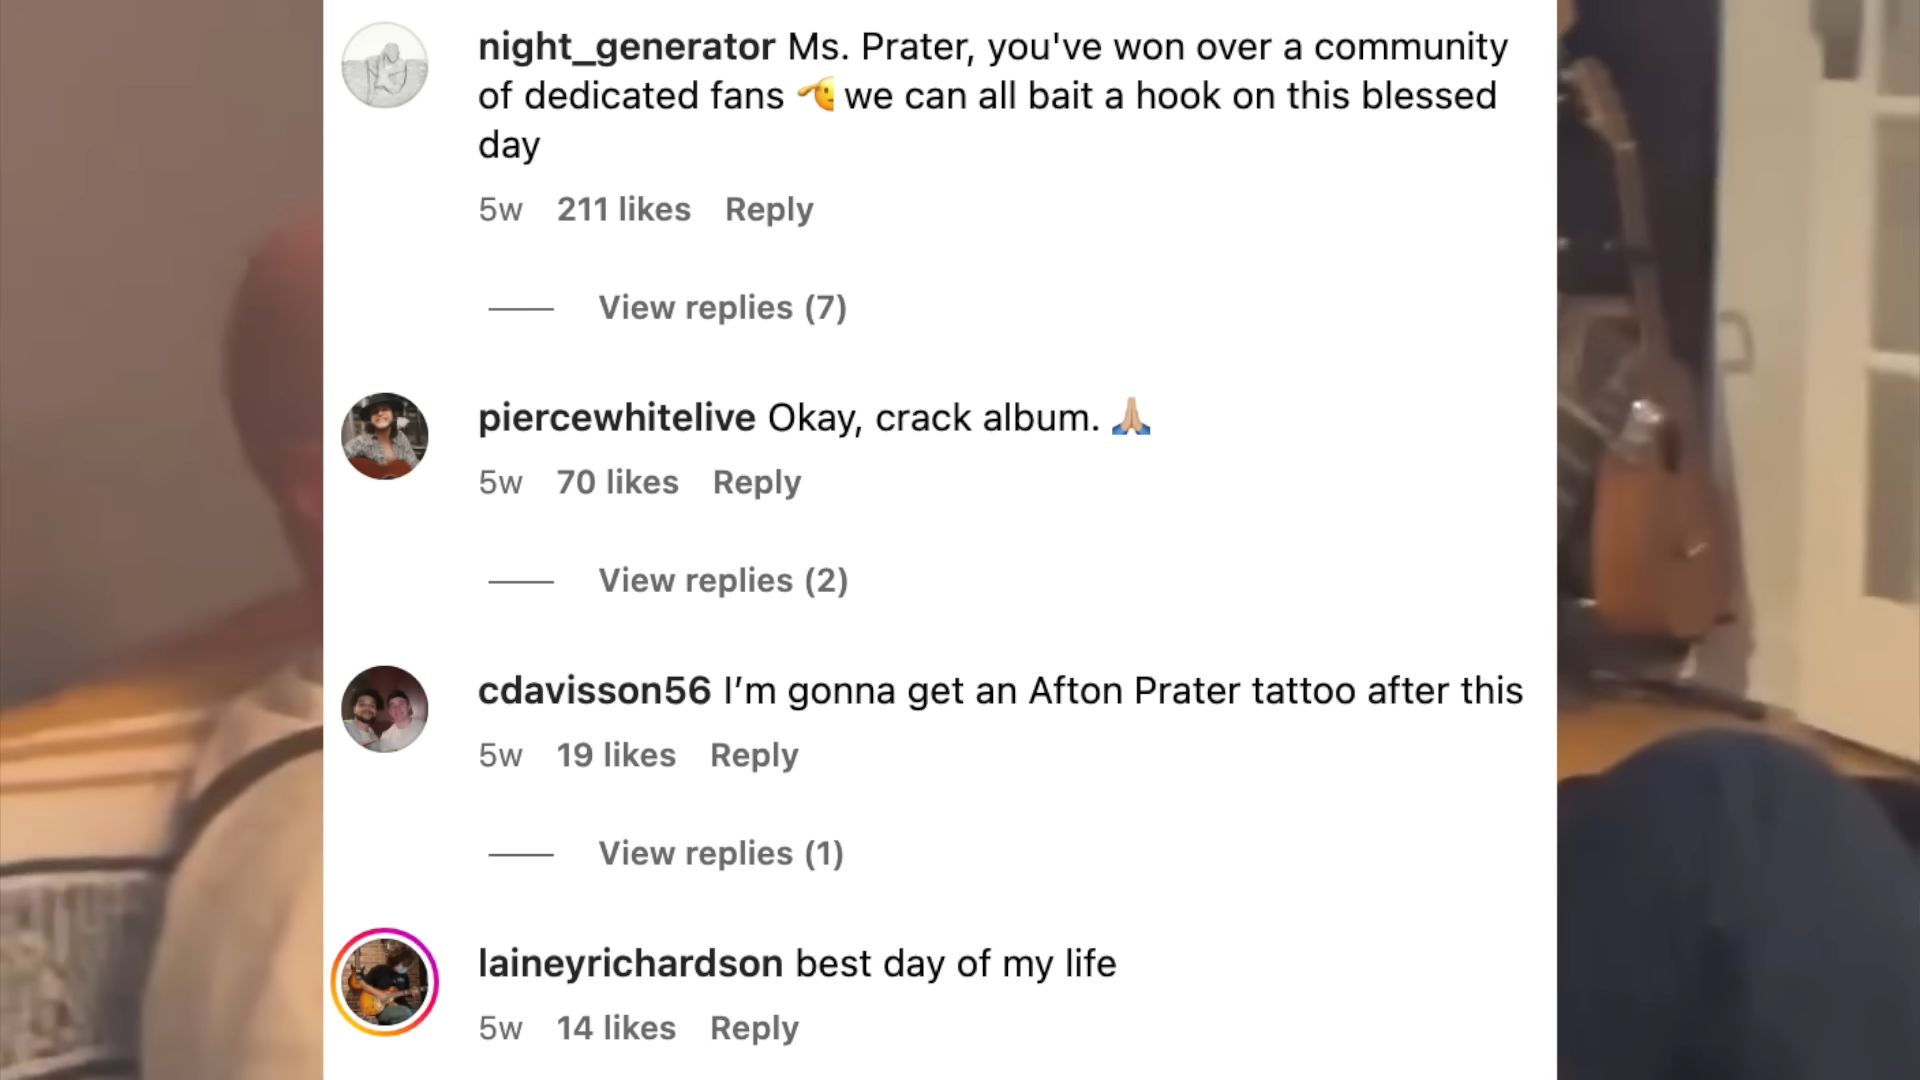 night_generator Ms. Prater, you've won over a community
of dedicated fans 🫡 we can all bait a hook on this blessed
day
5w 211 likes Reply
View replies (7)
piercewhitelive Okay, crack album. 🙏🏼
5w 70 likes Reply
View replies (2)
cdavisson56 I’m gonna get an Afton Prater tattoo after this
5w 19 likes Reply
View replies (1)
laineyrichardson best day of my life
5w 14 likes Reply